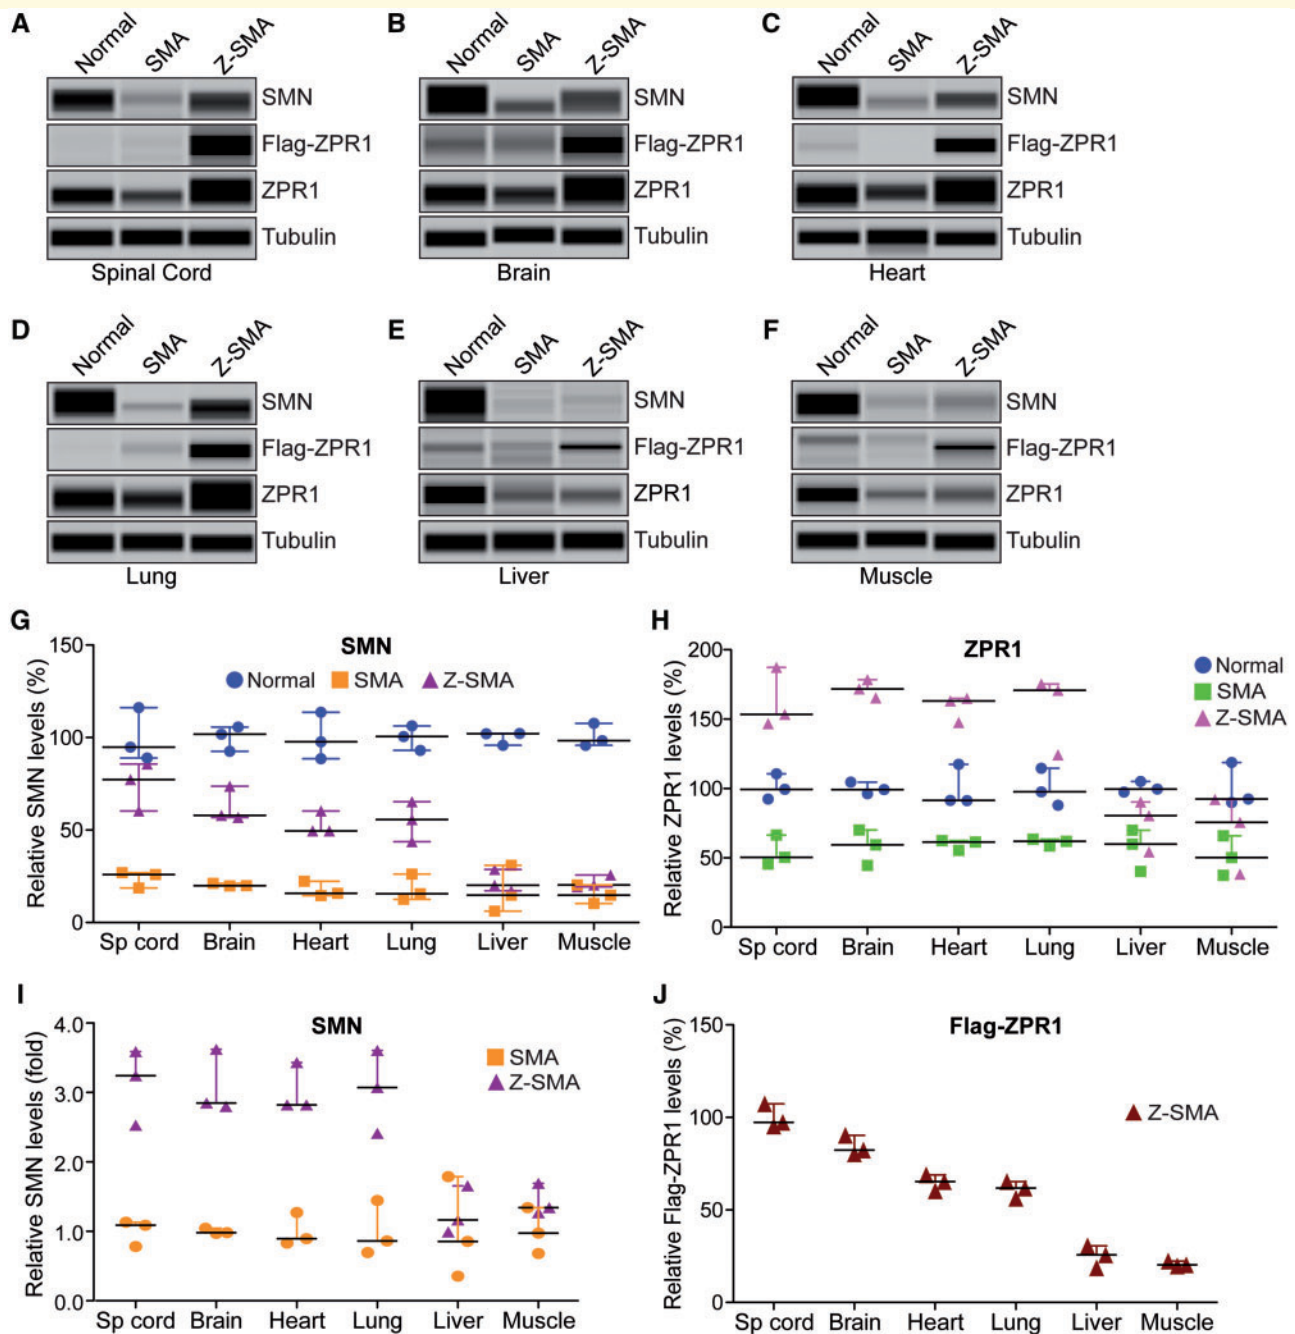 A
Normal
SMA
Z-SMA
SMN
Flag-ZPR1
ZPR1
Tubulin
Spinal Cord
B
Normal
SMA
Z-SMA
SMN
Flag-ZPR1
ZPR1
Tubulin
Brain
C
Normal
SMA
Z-SMA
SMN
Flag-ZPR1
ZPR1
Tubulin
Heart
D
Normal
SMA
Z-SMA
SMN
Flag-ZPR1
ZPR1
Tubulin
Lung
E
Normal
SMA
Z-SMA
SMN
Flag-ZPR1
ZPR1
Tubulin
Liver
F
Normal
SMA
Z-SMA
SMN
Flag-ZPR1
ZPR1
Tubulin
Muscle
G
SMN
Normal SMA Z-SMA
Relative SMN levels (%)
150
100
50
0
Sp cord Brain Heart Lung Liver Muscle
H
ZPR1
Normal
SMA
Z-SMA
Relative ZPR1 levels (%)
200
150
100
50
0
Sp cord Brain Heart Lung Liver Muscle
I
SMN
SMA
Z-SMA
Relative SMN levels (fold)
4.0
3.0
2.0
1.0
0.0
Sp cord Brain Heart Lung Liver Muscle
J
Flag-ZPR1
Z-SMA
Relative Flag-ZPR1 levels (%)
150
100
50
0
Sp cord Brain Heart Lung Liver Muscle